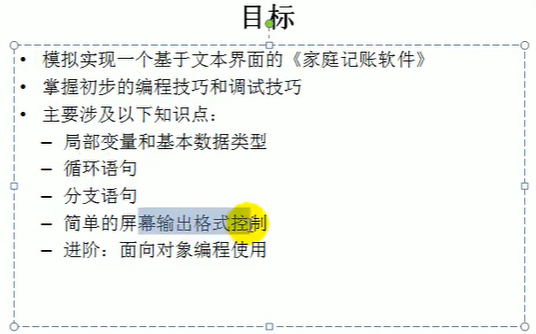 目标
• 模拟实现一个基于文本界面的《家庭记账软件》
• 掌握初步的编程技巧和调试技巧
• 主要涉及以下知识点：
– 局部变量和基本数据类型
– 循环语句
– 分支语句
– 简单的屏幕输出格式控制
– 进阶：面向对象编程使用